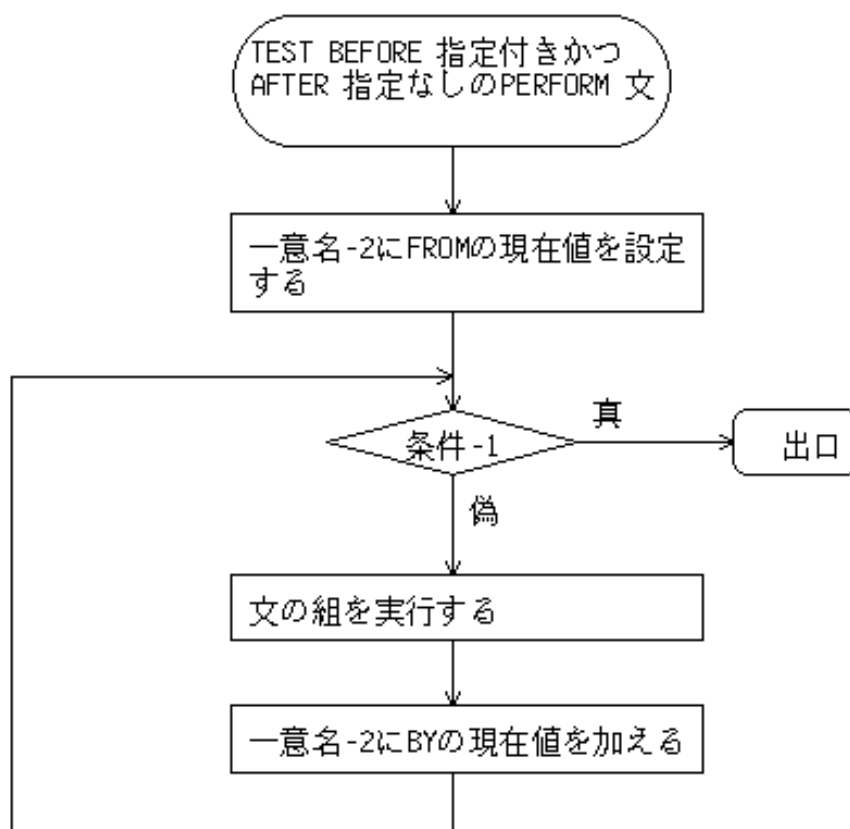 TEST BEFORE 指定付きかつ
AFTER 指定なしのPERFORM 文
一意名-2にFROMの現在値を設定
する
条件-1
真
出口
偽
文の組を実行する
一意名-2にBYの現在値を加える